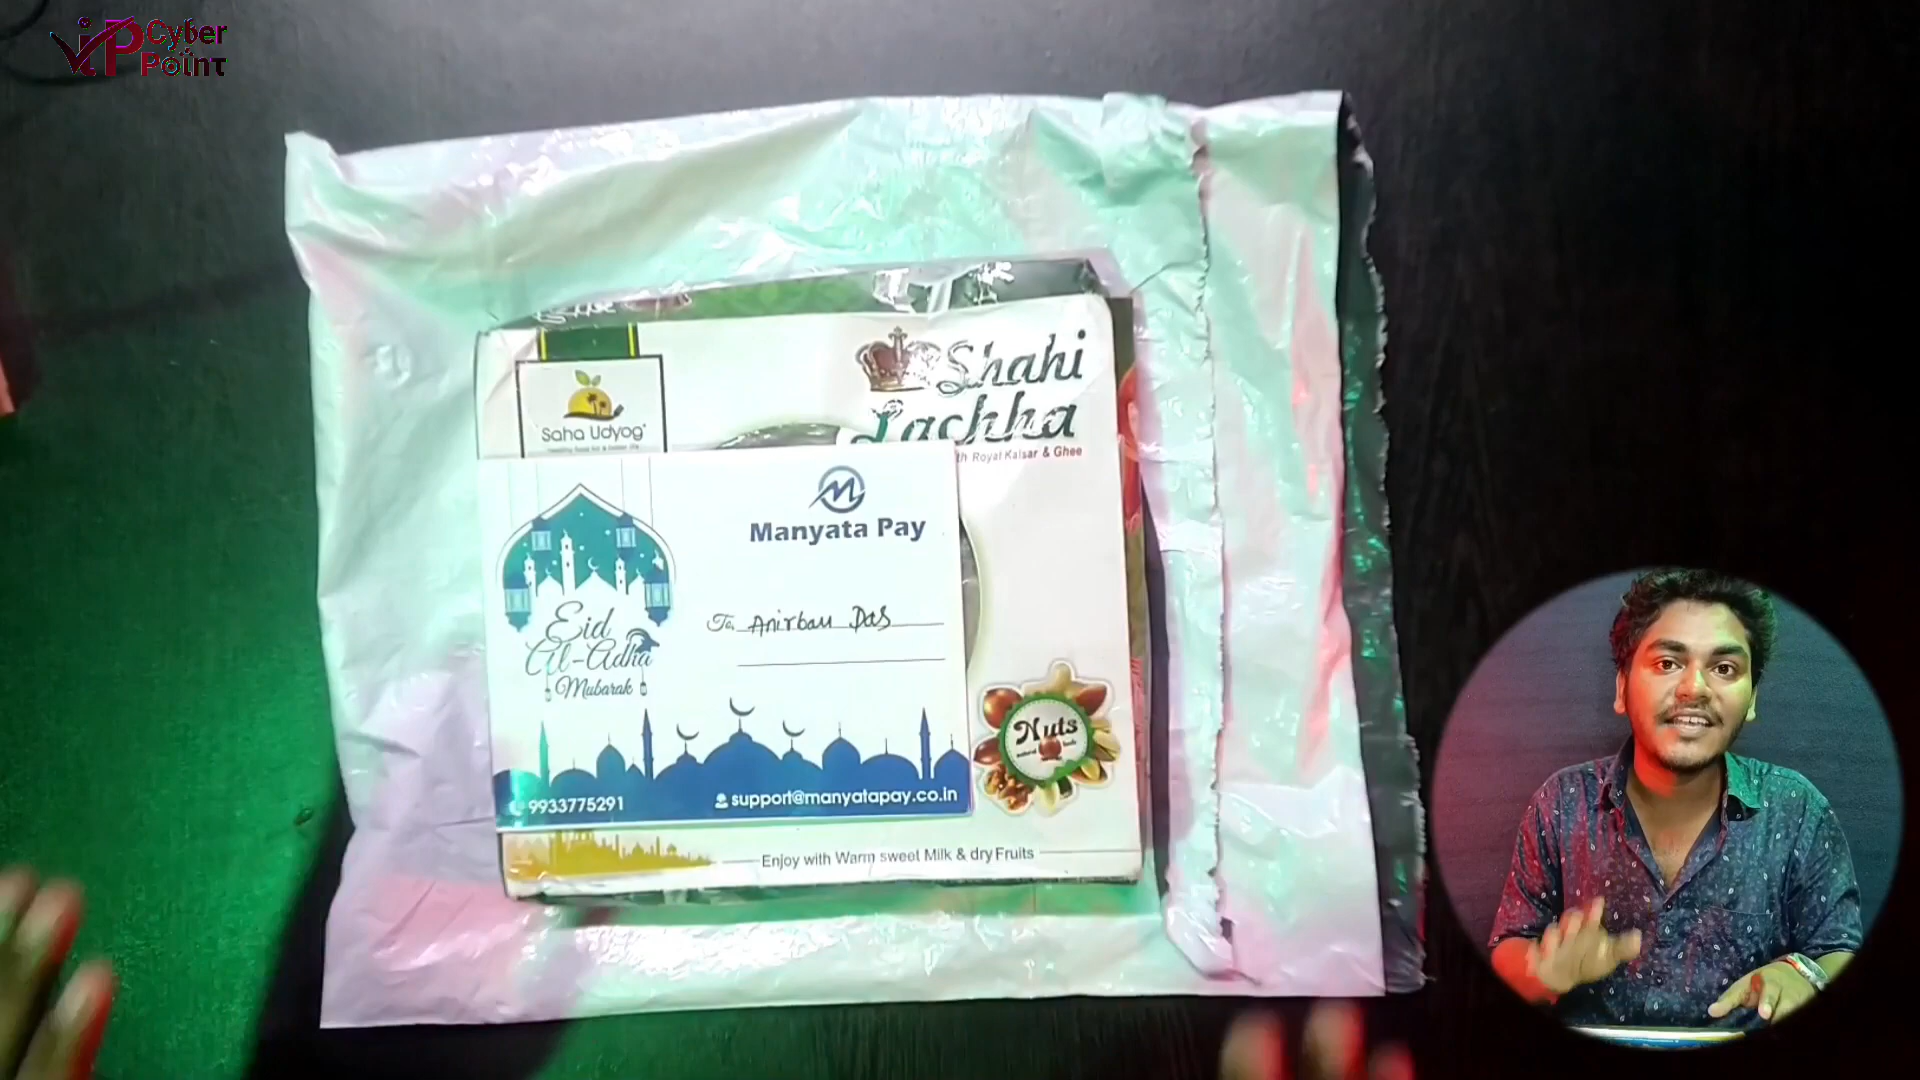 Cyber
Point
Shahi
Lachha
Saha Udyog
th Royal Kaisar & Ghee
Manyata Pay
To, Anirban Das
Eid
Al-Adha
Mubarak
Nuts
9933775291
support@manyatapay.co.in
Enjoy with Warm sweet Milk & dry Fruits